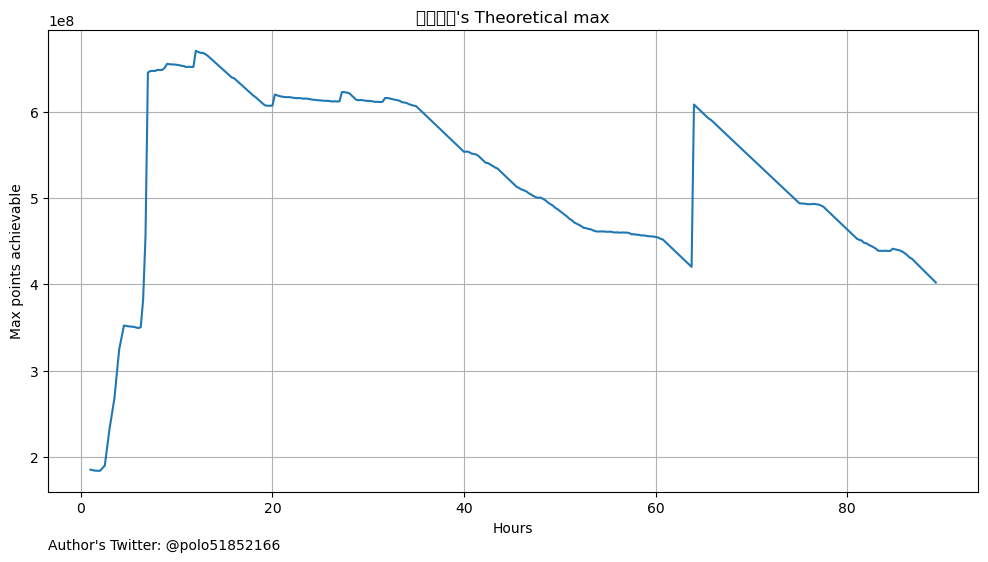 's Theoretical max
1e8
6
5
4
3
2
Max points achievable
0
20
40
60
80
Hours
Author's Twitter: @polo51852166